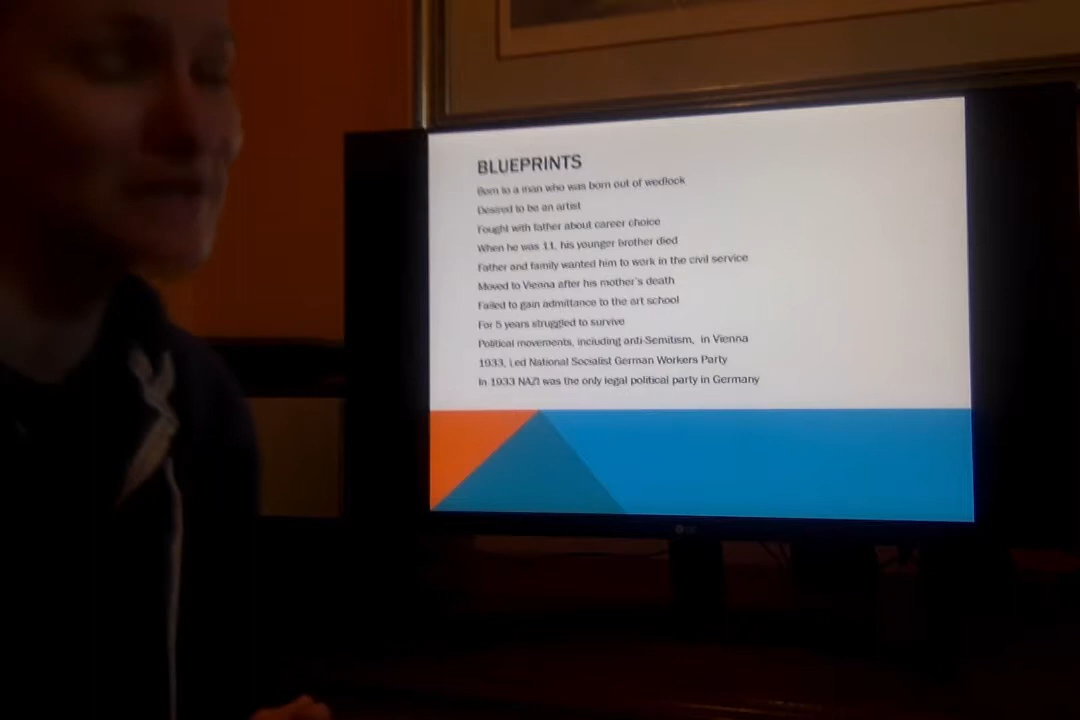 BLUEPRINTS
Born to a man who was born out of wedlock
Desired to be an artist
Fought with father about career choice
When he was 11, his younger brother died
Father and family wanted him to work in the civil service
Moved to Vienna after his mother's death
Failed to gain admittance to the art school
For 5 years struggled to survive
Political movements, including anti-Semitism, in Vienna
1933, Led National Socialist German Workers Party
In 1933 NAZI was the only legal political party in Germany
LG